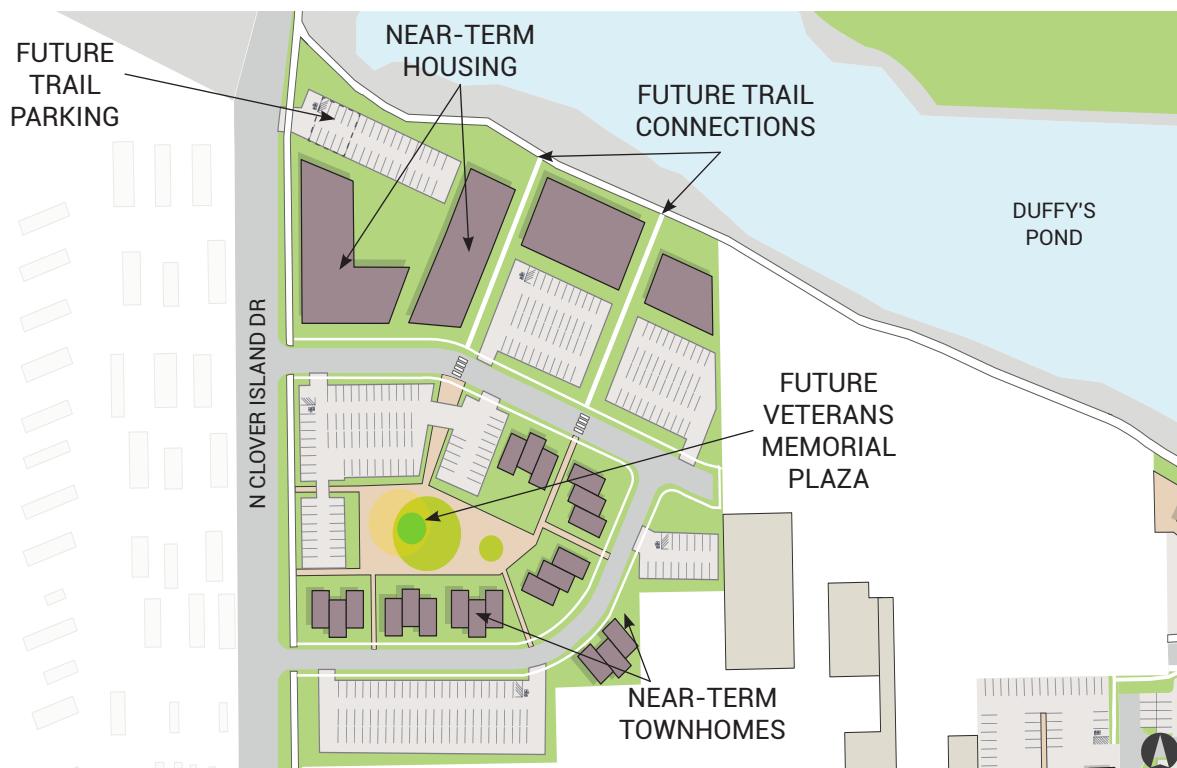 FUTURE
TRAIL
PARKING
NEAR-TERM
HOUSING
FUTURE TRAIL
CONNECTIONS
DUFFY'S
POND
N CLOVER ISLAND DR
FUTURE
VETERANS
MEMORIAL
PLAZA
NEAR-TERM
TOWNHOMES